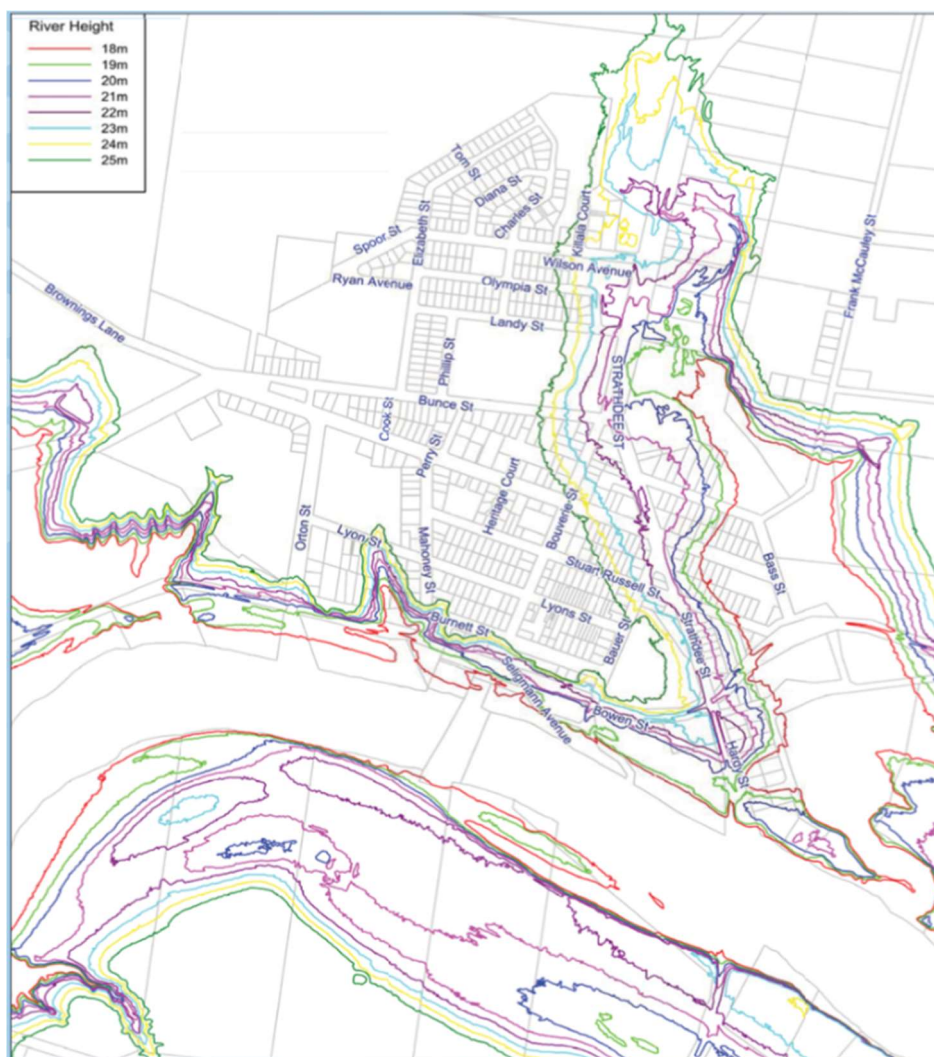 River Height
18m
19m
20m
21m
22m
23m
24m
25m
Tom St
Diana St
Charles St
Elizabeth St
Spoor St
Killala Court
Wilson Avenue
Ryan Avenue
Olympia St
Landy St
Frank McCauley St
Brownings Lane
Phillip St
STRATHDEE ST
Bunce St
Cook St
Perry St
Heritage Court
Bouverie St
Orton St
Lyon St
Mahoney St
Stuart Russell St
Bass St
Lyons St
Burnett St
Bauer St
Strathdee St
Seligmann Avenue
Bowen St
Hardy St